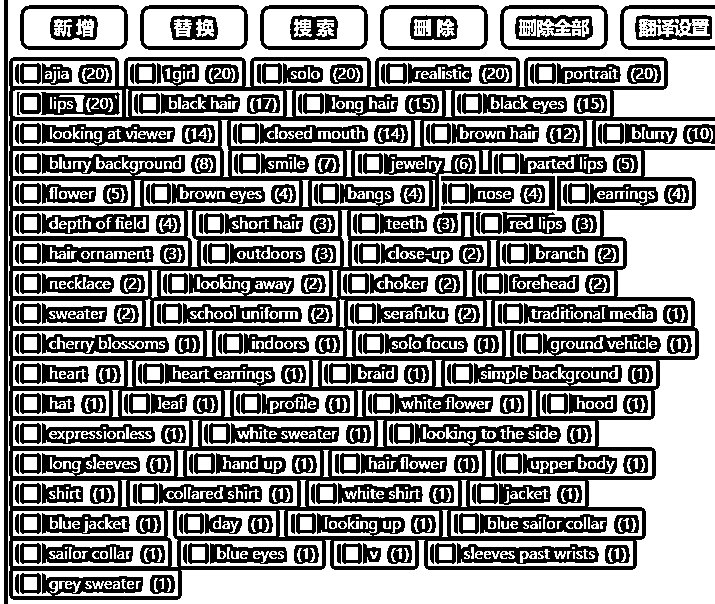 新增 替换 搜索 删除 删除全部 翻译设置
ajia (20) 1girl (20) solo (20) realistic (20) portrait (20)
lips (20) black hair (17) long hair (15) black eyes (15)
looking at viewer (14) closed mouth (14) brown hair (12) blurry (10)
blurry background (8) smile (7) jewelry (6) parted lips (5)
flower (5) brown eyes (4) bangs (4) nose (4) earrings (4)
depth of field (4) short hair (3) teeth (3) red lips (3)
hair ornament (3) outdoors (3) close-up (2) branch (2)
necklace (2) looking away (2) choker (2) forehead (2)
sweater (2) school uniform (2) serafuku (2) traditional media (1)
cherry blossoms (1) indoors (1) solo focus (1) ground vehicle (1)
heart (1) heart earrings (1) braid (1) simple background (1)
hat (1) leaf (1) profile (1) white flower (1) hood (1)
expressionless (1) white sweater (1) looking to the side (1)
long sleeves (1) hand up (1) hair flower (1) upper body (1)
shirt (1) collared shirt (1) white shirt (1) jacket (1)
blue jacket (1) day (1) looking up (1) blue sailor collar (1)
sailor collar (1) blue eyes (1) v (1) sleeves past wrists (1)
grey sweater (1)